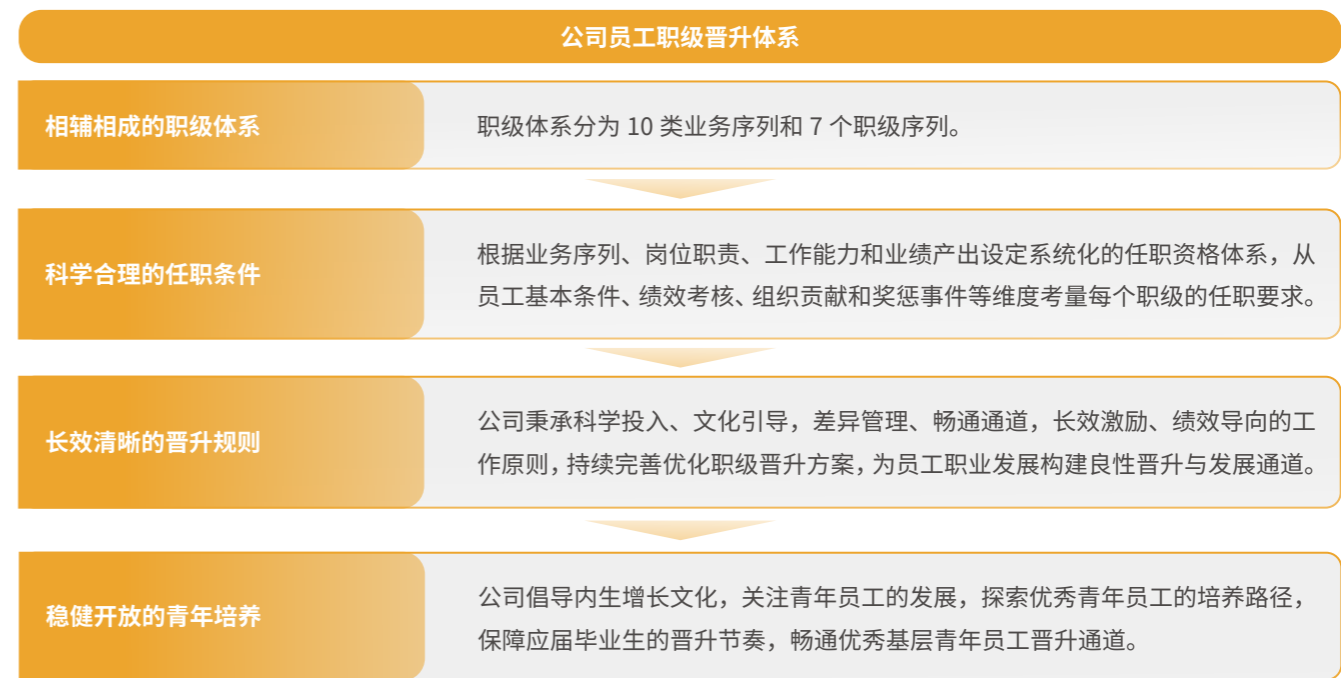 公司员工职级晋升体系
相辅相成的职级体系
职级体系分为 10 类业务序列和 7 个职级序列。
科学合理的任职条件
根据业务序列、岗位职责、工作能力和业绩产出设定系统化的任职资格体系，从
员工基本条件、绩效考核、组织贡献和奖惩事件等维度考量每个职级的任职要求。
长效清晰的晋升规则
公司秉承科学投入、文化引导，差异管理、畅通通道，长效激励、绩效导向的工
作原则，持续完善优化职级晋升方案，为员工职业发展构建良性晋升与发展通道。
稳健开放的青年培养
公司倡导内生增长文化，关注青年员工的发展，探索优秀青年员工的培养路径，
保障应届毕业生的晋升节奏，畅通优秀基层青年员工晋升通道。